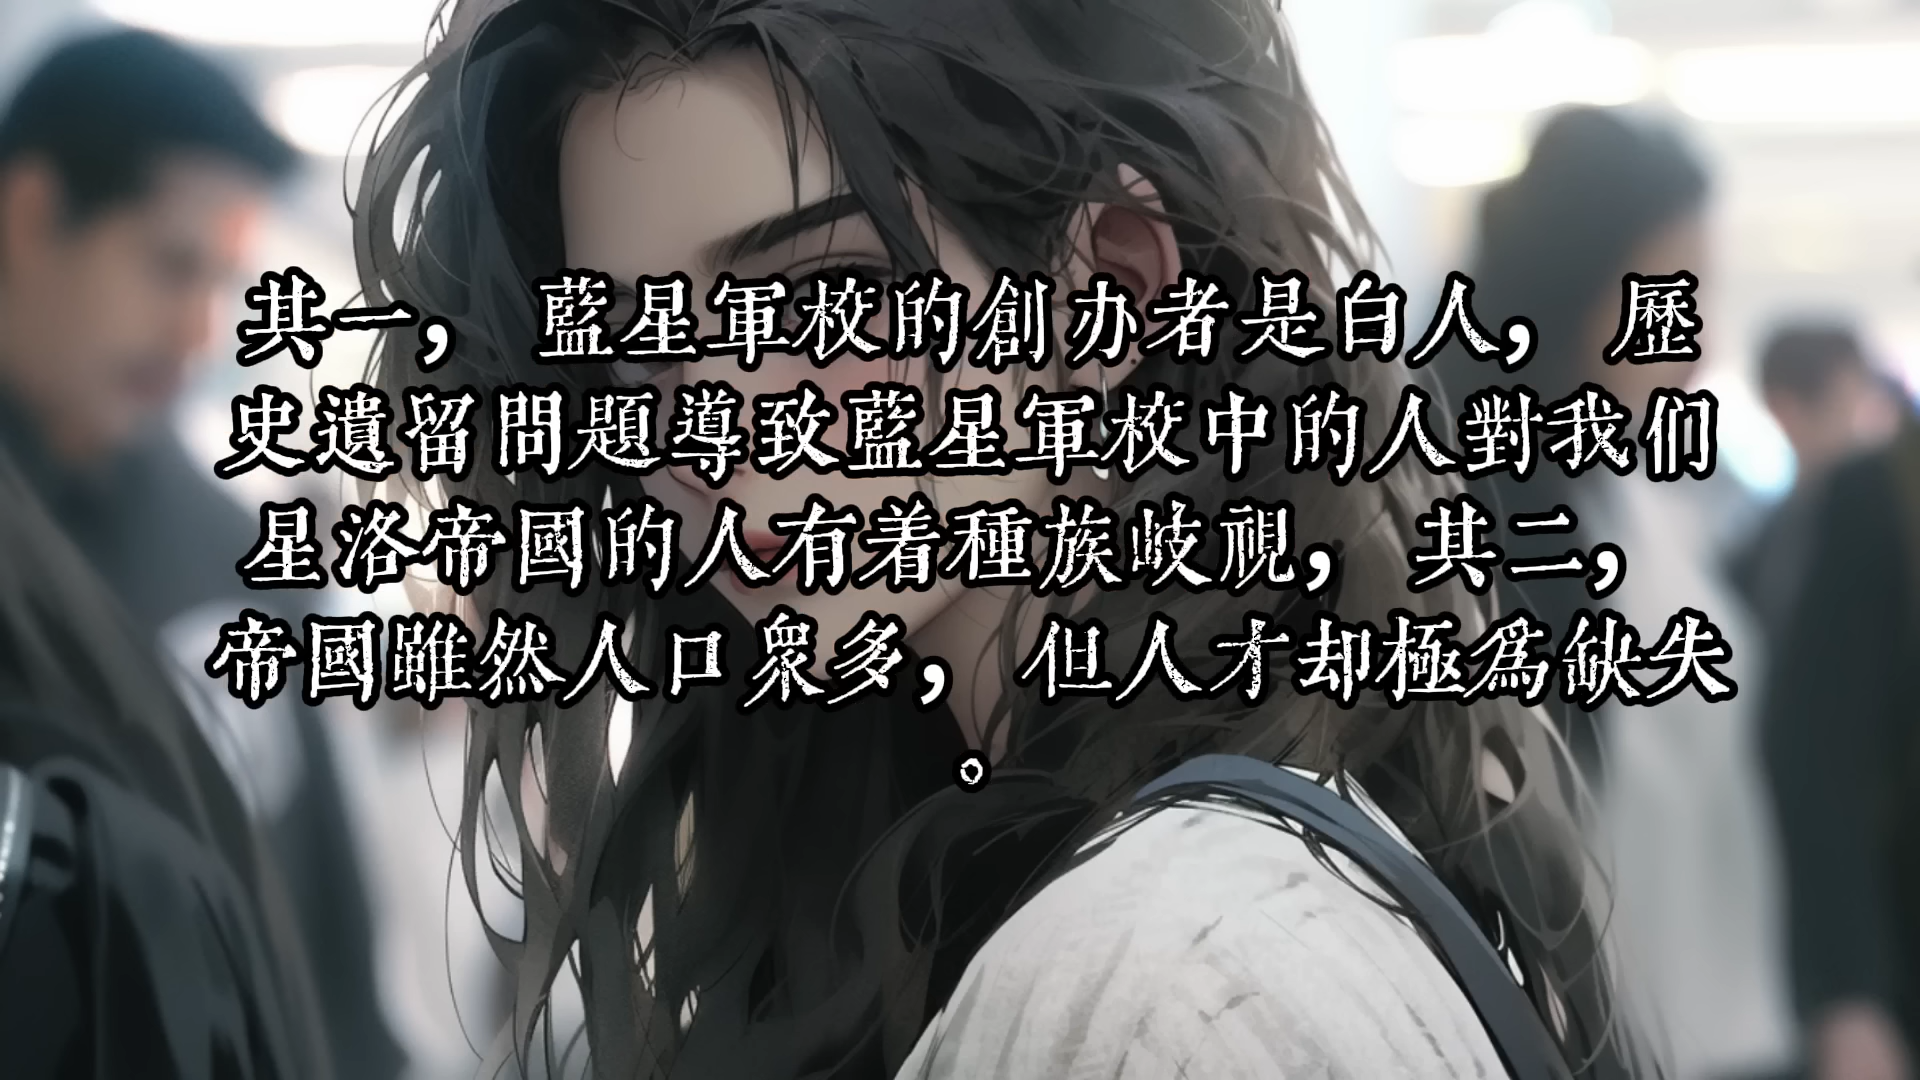 其一， 藍星軍校的創办者是白人， 歷
史遺留問題導致藍星軍校中的人對我们
星洛帝國的人有着種族歧視， 其二，
帝國雖然人口衆多， 但人才却極爲缺失
。